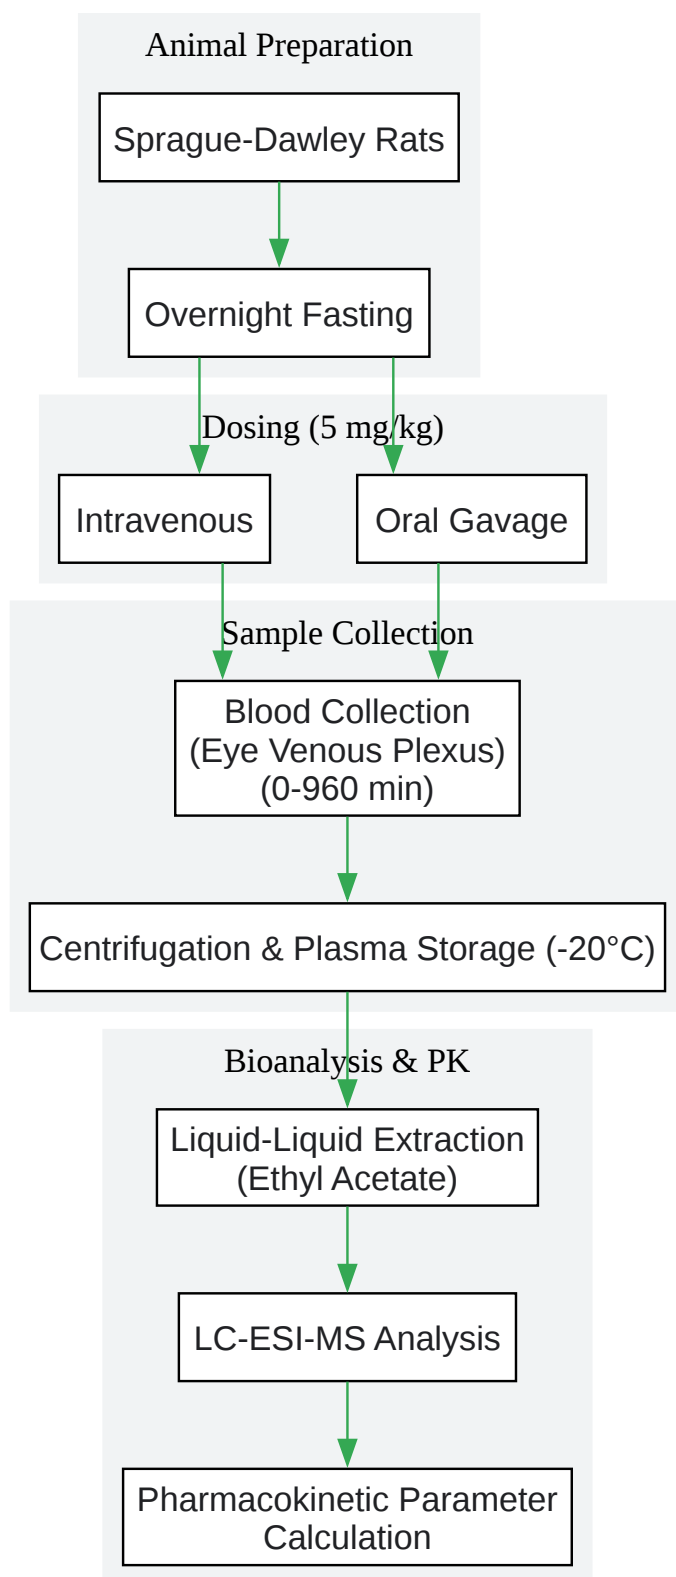 Animal Preparation
Sprague-Dawley Rats
Overnight Fasting
Dosing (5 mg/kg)
Intravenous
Oral Gavage
Sample Collection
Blood Collection
(Eye Venous Plexus)
(0-960 min)
Centrifugation & Plasma Storage (-20°C)
Bioanalysis & PK
Liquid-Liquid Extraction
(Ethyl Acetate)
LC-ESI-MS Analysis
Pharmacokinetic Parameter
Calculation